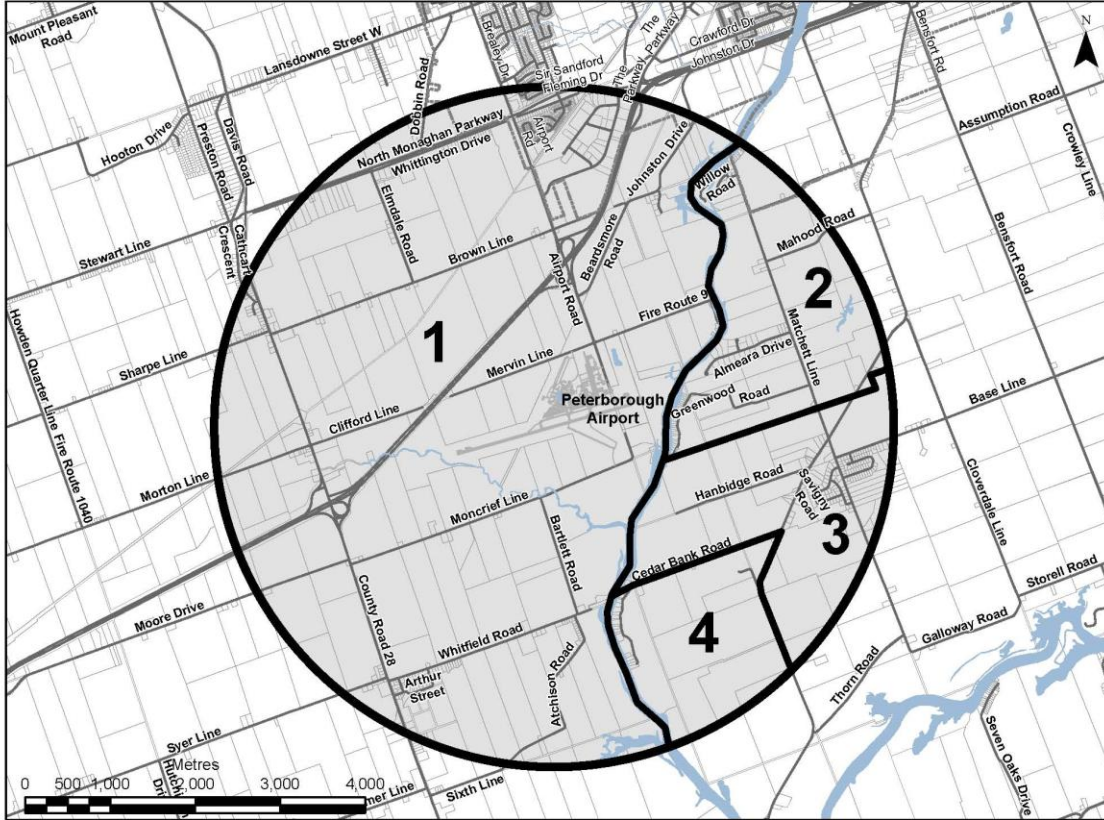 Mount Pleasant
Road
Lansdowne Street W
Dobbin Road
Brealey Dr
Sir Sandford
Fleming Dr
The
Parkway
The
Parkway
Crawford Dr
Johnston Dr
Bensfort Rd
N
Assumption Road
Crowley Line
Hooton Drive
Preston Road
Davis Road
North Monaghan Parkway
Whittington Drive
Airport
Rd
Johnston Drive
Willow
Road
Mahood Road
Bensfort Road
Stewart Line
Cathcart
Crescent
Elmdale Road
Brown Line
Airport Road
Beardsmore
Road
Fire Route 9
2
Matchett Line
Howden Quarter Line
Fire Route 1040
Sharpe Line
1
Mervin Line
Almeara Drive
Peterborough
Airport
Greenwood
Road
Base Line
Clifford Line
Morton Line
Moncrief Line
Hanbidge Road
Savigny
Road
Cloverdale Line
3
Bartlett Road
Cedar Bank Road
Storell Road
Moore Drive
County Road 28
Whitfield Road
4
Galloway Road
Arthur
Street
Atchison Road
Thorn Road
Seven Oaks Drive
Syer Line
Sixth Line
Metres
0 500 1,000 2,000 3,000 4,000